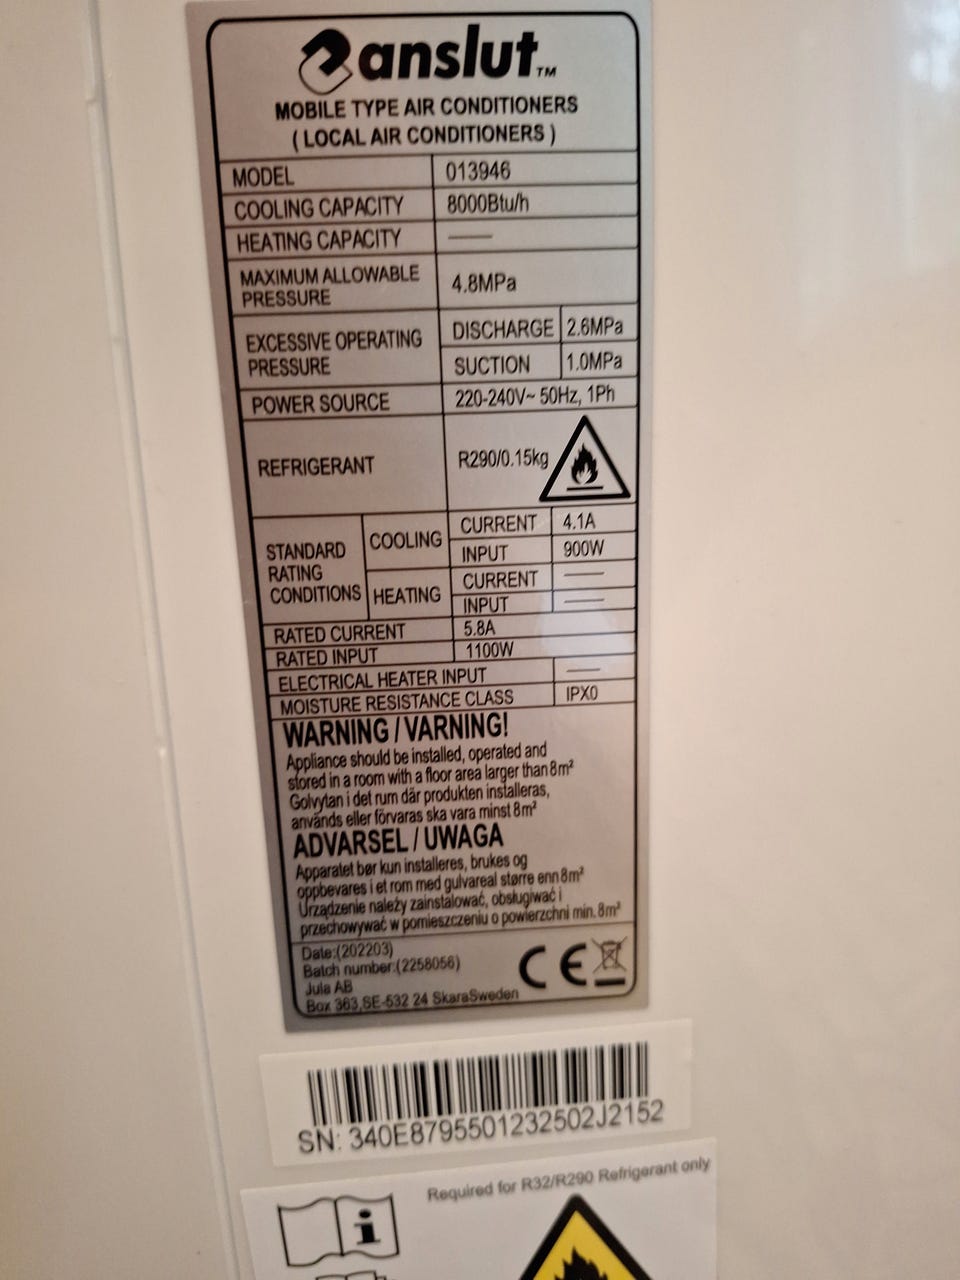 anslut™
MOBILE TYPE AIR CONDITIONERS
( LOCAL AIR CONDITIONERS )
MODEL 013946
COOLING CAPACITY 8000Btu/h
HEATING CAPACITY ——
MAXIMUM ALLOWABLE
PRESSURE 4.8MPa
EXCESSIVE OPERATING
PRESSURE
DISCHARGE 2.6MPa
SUCTION 1.0MPa
POWER SOURCE 220-240V~ 50Hz, 1Ph
REFRIGERANT R290/0.15kg
STANDARD
RATING
CONDITIONS
COOLING
CURRENT 4.1A
INPUT 900W
HEATING
CURRENT ——
INPUT ——
RATED CURRENT 5.8A
RATED INPUT 1100W
ELECTRICAL HEATER INPUT ——
MOISTURE RESISTANCE CLASS IPX0
WARNING / VARNING!
Appliance should be installed, operated and
stored in a room with a floor area larger than 8m²
Golvytan i det rum där produkten installeras,
används eller förvaras ska vara minst 8m²
ADVARSEL / UWAGA
Apparatet bør kun installeres, brukes og
oppbevares i et rom med gulvareal større enn 8m²
Urządzenie należy zainstalować, obsługiwać i
przechowywać w pomieszczeniu o powierzchni min. 8m²
Date:(202203)
Batch number:(2258056)
Jula AB
Box 363,SE-532 24 SkaraSweden
CE
SN: 340E8795501232502J2152
Required for R32/R290 Refrigerant only